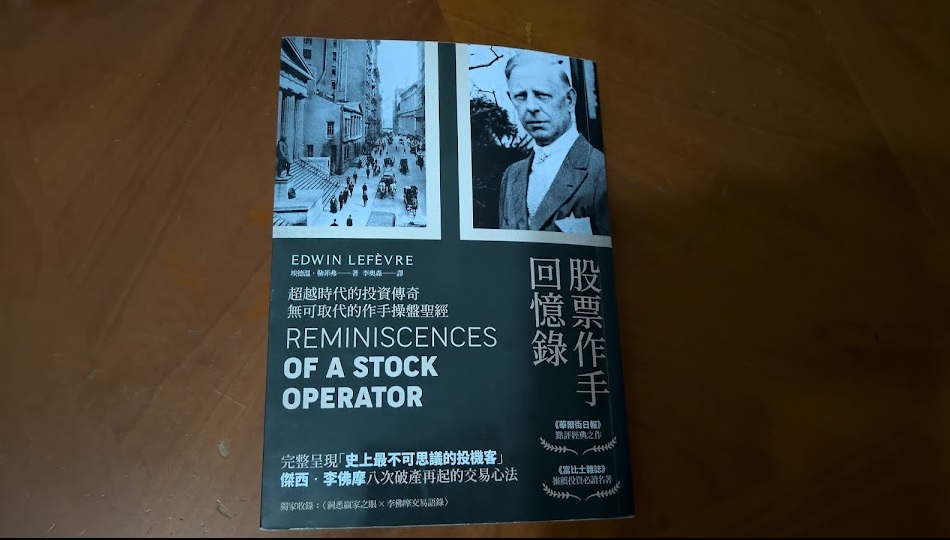 EDWIN LEFÈVRE
埃德溫・勒菲弗──著 李奧森──譯
超越時代的投資傳奇
無可取代的作手操盤聖經
REMINISCENCES
OF A STOCK
OPERATOR
股票作手
回憶錄
《華爾街日報》
點評經典之作
《富比士雜誌》
推薦投資必讀名著
完整呈現「史上最不可思議的投機客」
傑西・李佛摩八次破產再起的交易心法
獨家收錄:〈洞悉贏家之眼×李佛摩交易語錄〉